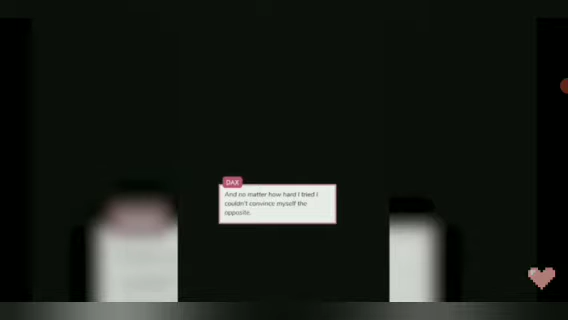 DAX
And no matter how hard I tried I
couldn't convince myself the
opposite.